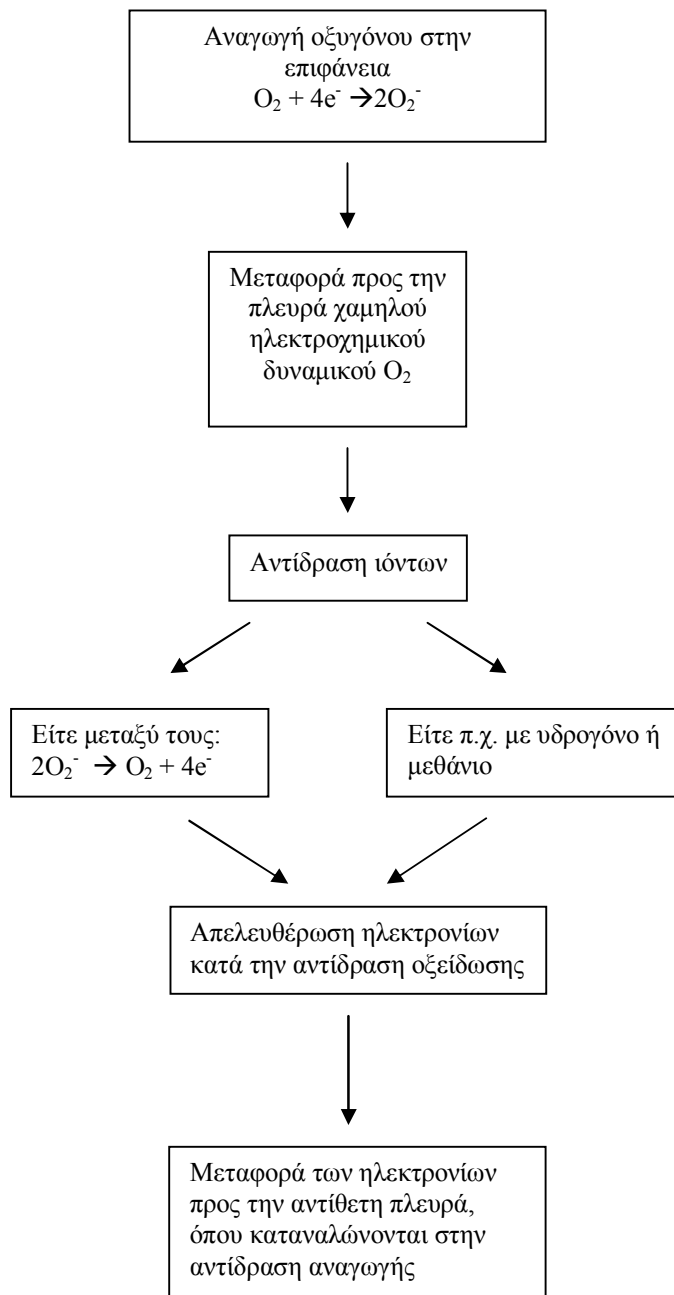 Αναγωγή οξυγόνου στην
επιφάνεια
O₂ + 4e⁻ →2O₂⁻
Μεταφορά προς την
πλευρά χαμηλού
ηλεκτροχημικού
δυναμικού O₂
Αντίδραση ιόντων
Είτε μεταξύ τους:
2O₂⁻ → O₂ + 4e⁻
Είτε π.χ. με υδρογόνο ή
μεθάνιο
Απελευθέρωση ηλεκτρονίων
κατά την αντίδραση οξείδωσης
Μεταφορά των ηλεκτρονίων
προς την αντίθετη πλευρά,
όπου καταναλώνονται στην
αντίδραση αναγωγής